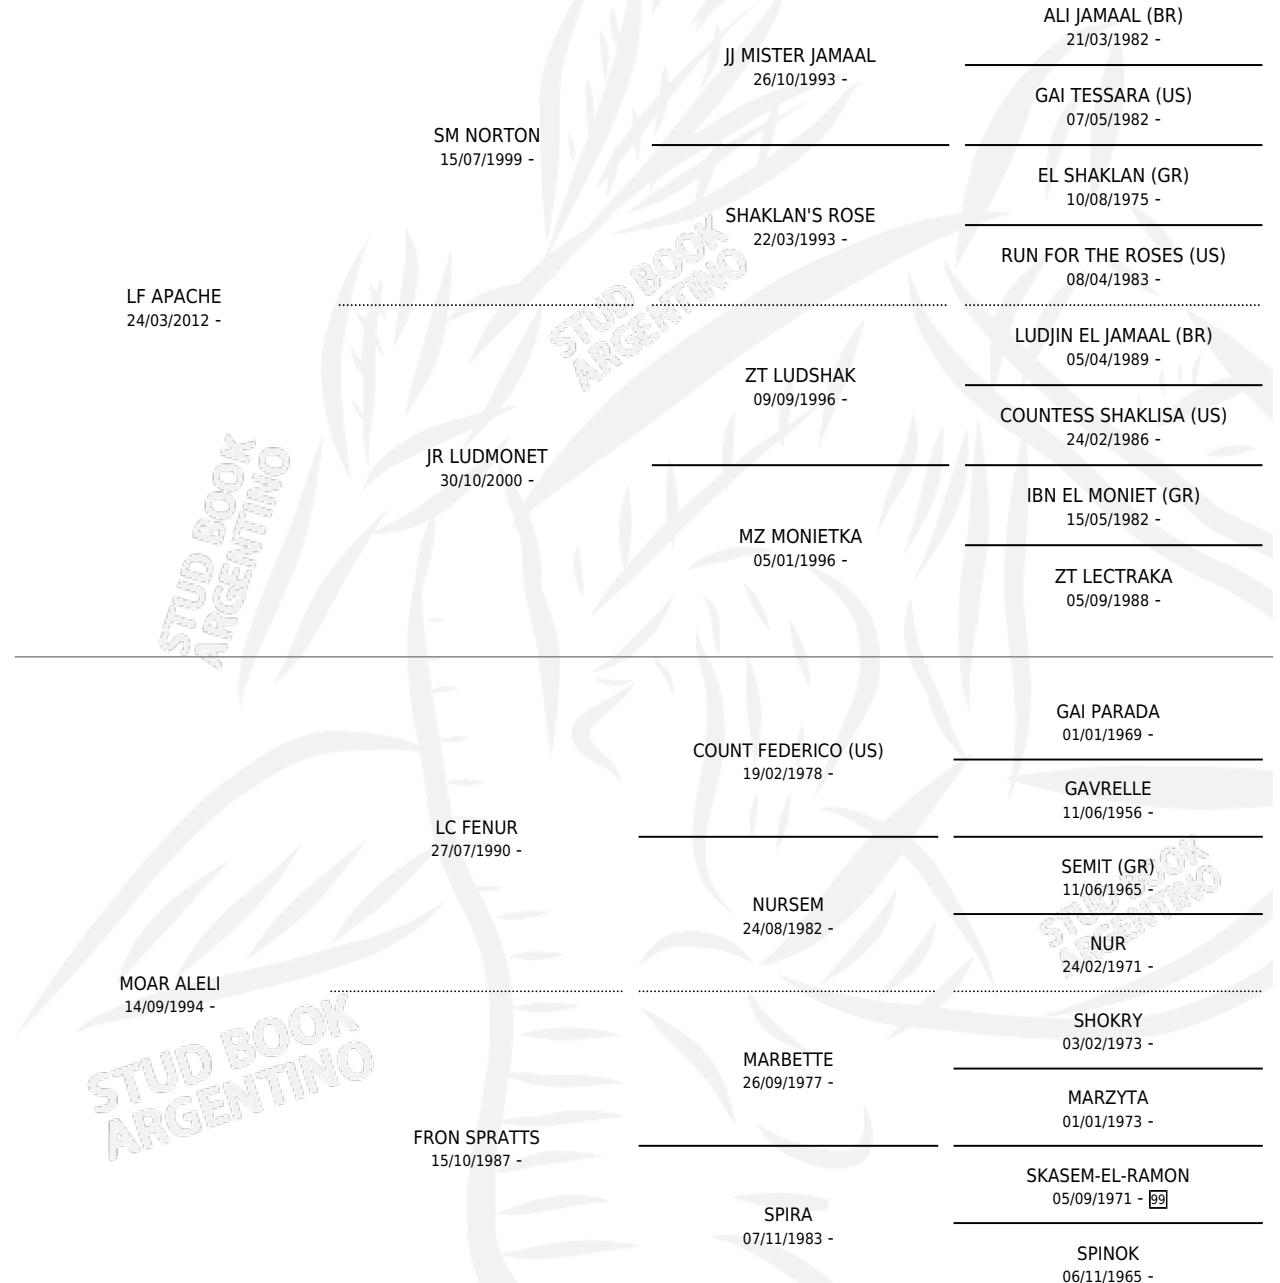 ALI JAMAAL (BR)
21/03/1982 -
JJ MISTER JAMAAL
26/10/1993 -
GAI TESSARA (US)
07/05/1982 -
SM NORTON
15/07/1999 -
EL SHAKLAN (GR)
10/08/1975 -
SHAKLAN'S ROSE
22/03/1993 -
RUN FOR THE ROSES (US)
08/04/1983 -
LF APACHE
24/03/2012 -
STUD BOOK
ARGENTINO
LUDJIN EL JAMAAL (BR)
05/04/1989 -
ZT LUDSHAK
09/09/1996 -
COUNTESS SHAKLISA (US)
24/02/1986 -
JR LUDMONET
30/10/2000 -
IBN EL MONIET (GR)
15/05/1982 -
MZ MONIETKA
05/01/1996 -
ZT LECTRAKA
05/09/1988 -
STUD BOOK
ARGENTINO
GAI PARADA
01/01/1969 -
COUNT FEDERICO (US)
19/02/1978 -
GAVRELLE
11/06/1956 -
LC FENUR
27/07/1990 -
SEMIT (GR)
11/06/1965 -
NURSEM
24/08/1982 -
NUR
24/02/1971 -
STUD BOOK
ARGENTINO
MOAR ALELI
14/09/1994 -
SHOKRY
03/02/1973 -
MARBETTE
26/09/1977 -
MARZYTA
01/01/1973 -
STUD BOOK
ARGENTINO
FRON SPRATTS
15/10/1987 -
SKASEM-EL-RAMON
05/09/1971 - 99
SPIRA
07/11/1983 -
SPINOK
06/11/1965 -